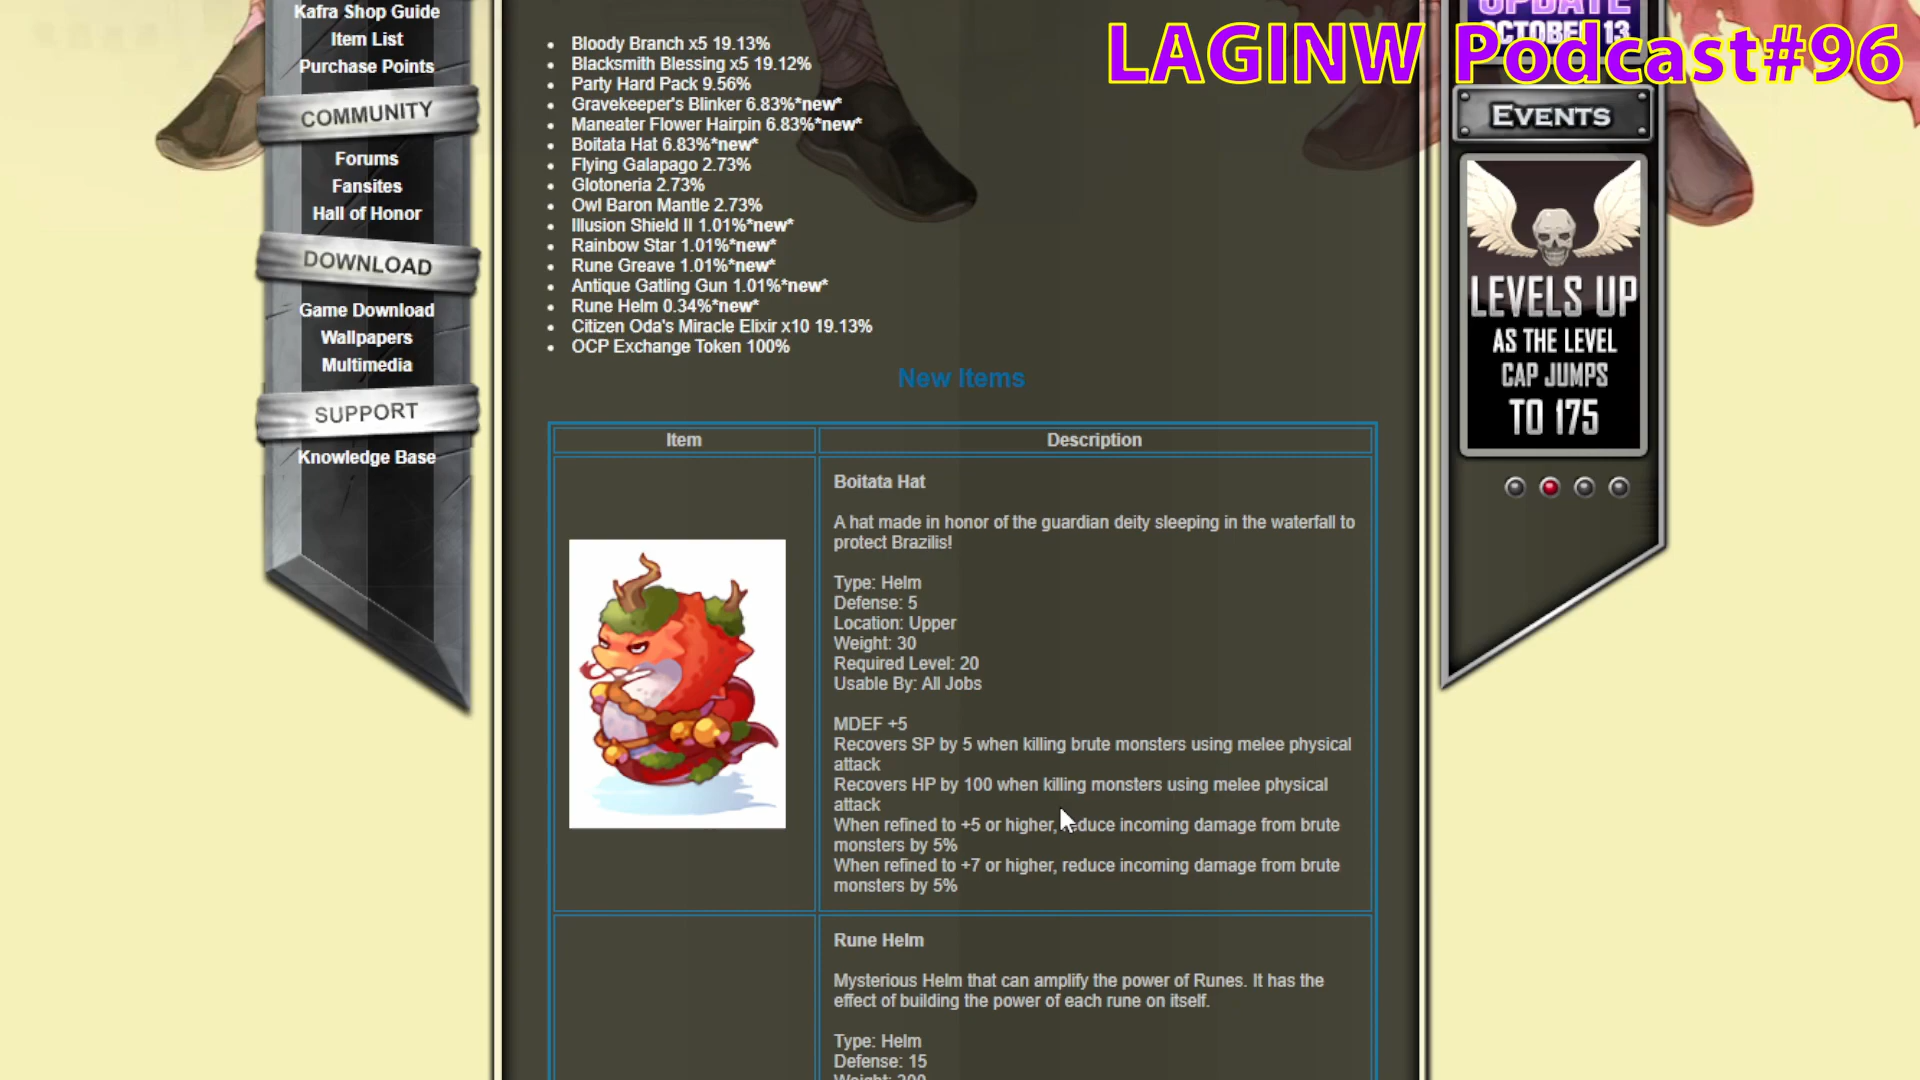 Kafra Shop Guide
Item List
Purchase Points
COMMUNITY
Forums
Fansites
Hall of Honor
DOWNLOAD
Game Download
Wallpapers
Multimedia
SUPPORT
Knowledge Base
Bloody Branch x5 19.13%
Blacksmith Blessing x5 19.12%
Party Hard Pack 9.56%
Gravekeeper's Blinker 6.83%*new*
Maneater Flower Hairpin 6.83%*new*
Boitata Hat 6.83%*new*
Flying Galapago 2.73%
Glotoneria 2.73%
Owl Baron Mantle 2.73%
Illusion Shield II 1.01%*new*
Rainbow Star 1.01%*new*
Rune Greave 1.01%*new*
Antique Gatling Gun 1.01%*new*
Rune Helm 0.34%*new*
Citizen Oda's Miracle Elixir x10 19.13%
OCP Exchange Token 100%
New Items
Item
Description
Boitata Hat
A hat made in honor of the guardian deity sleeping in the waterfall to
protect Brazilis!
Type: Helm
Defense: 5
Location: Upper
Weight: 30
Required Level: 20
Usable By: All Jobs
MDEF +5
Recovers SP by 5 when killing brute monsters using melee physical
attack
Recovers HP by 100 when killing monsters using melee physical
attack
When refined to +5 or higher, reduce incoming damage from brute
monsters by 5%
When refined to +7 or higher, reduce incoming damage from brute
monsters by 5%
Rune Helm
Mysterious Helm that can amplify the power of Runes. It has the
effect of building the power of each rune on itself.
Type: Helm
Defense: 15
Weight: 200
UPDATE
OCTOBER 13
LAGINW Podcast#96
EVENTS
LEVELS UP
AS THE LEVEL
CAP JUMPS
TO 175